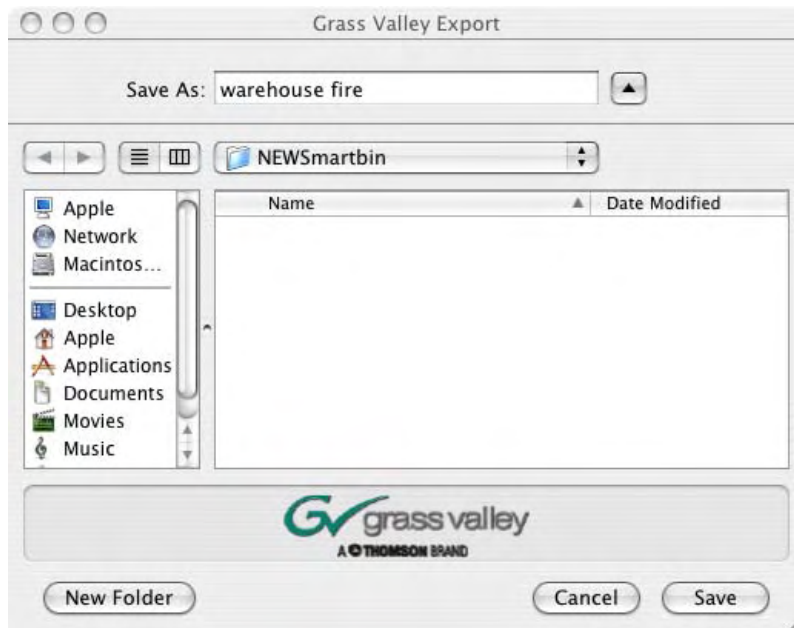 Grass Valley Export
Save As: warehouse fire
NEWSmartbin
Name Date Modified
Apple
Network
Macintos...
Desktop
Apple
Applications
Documents
Movies
Music
GV grass valley
A THOMSON BRAND
New Folder Cancel Save